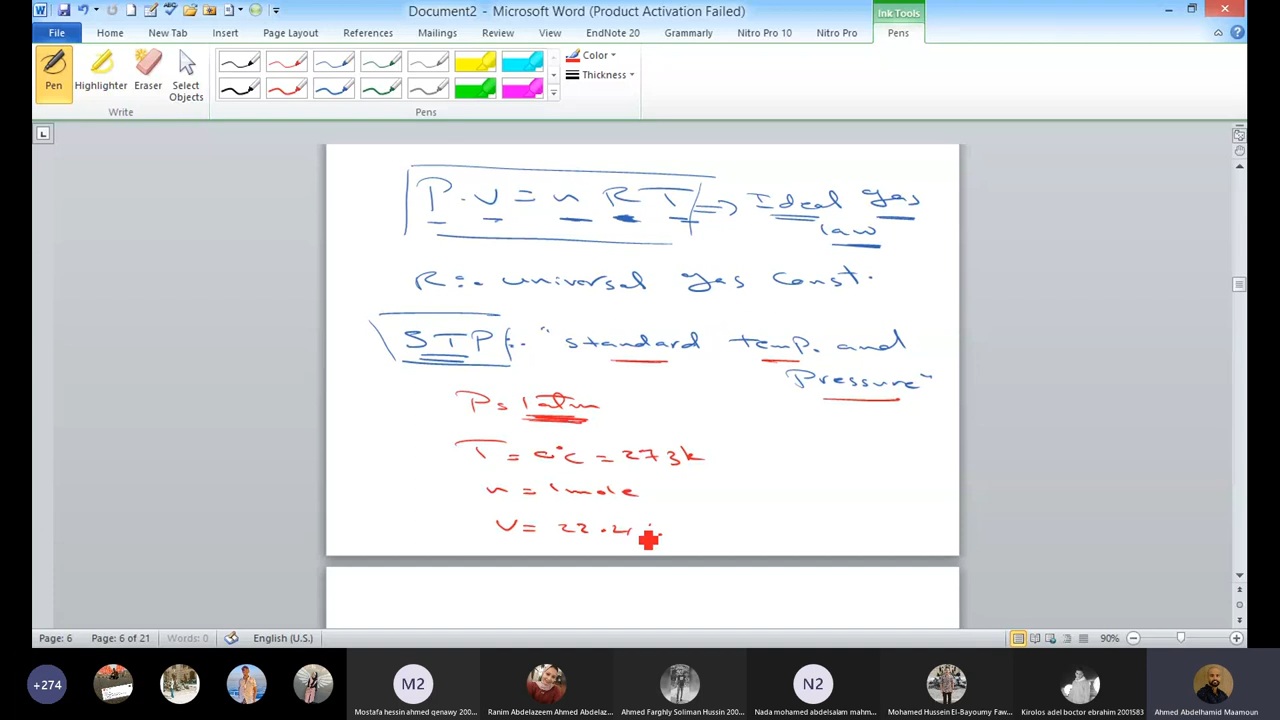 Document2 - Microsoft Word (Product Activation Failed)
Ink Tools
File Home New Tab Insert Page Layout References Mailings Review View EndNote 20 Grammarly Nitro Pro 10 Nitro Pro Pens
Pen Highlighter Eraser Select Objects
Color
Thickness
Write Pens
P.V = n R T => Ideal gas
law
R :- universal gas const.
STP :- "standard temp. and
Pressure"
P = 1 atm
T = 0°C = 273 k
n = 1 mole
V = 22.4
Page: 6 Page: 6 of 21 Words: 0 English (U.S.) 90%
+274
M2
N2
Mostafa hessin ahmed qenawy 200...
Ranim Abdelazeem Ahmed Abdelaz...
Ahmed Farghly Soliman Hussin 200...
Nada mohamed abdelsalam mahm...
Mohamed Hussein El-Bayoumy Faw...
Kirolos adel boctor ebrahim 2001583
Ahmed Abdelhamid Maamoun